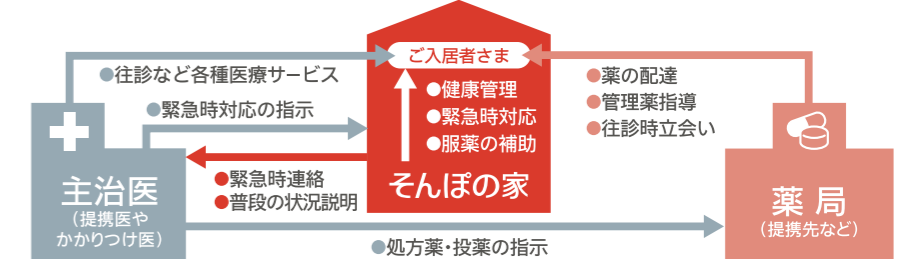 ご入居者さま
●往診など各種医療サービス
●緊急時対応の指示
●健康管理
●緊急時対応
●服薬の補助
そんぽの家
●薬の配達
●管理薬指導
●往診時立会い
●緊急時連絡
●普段の状況説明
主治医
（提携医や
かかりつけ医）
薬局
（提携先など）
●処方薬・投薬の指示